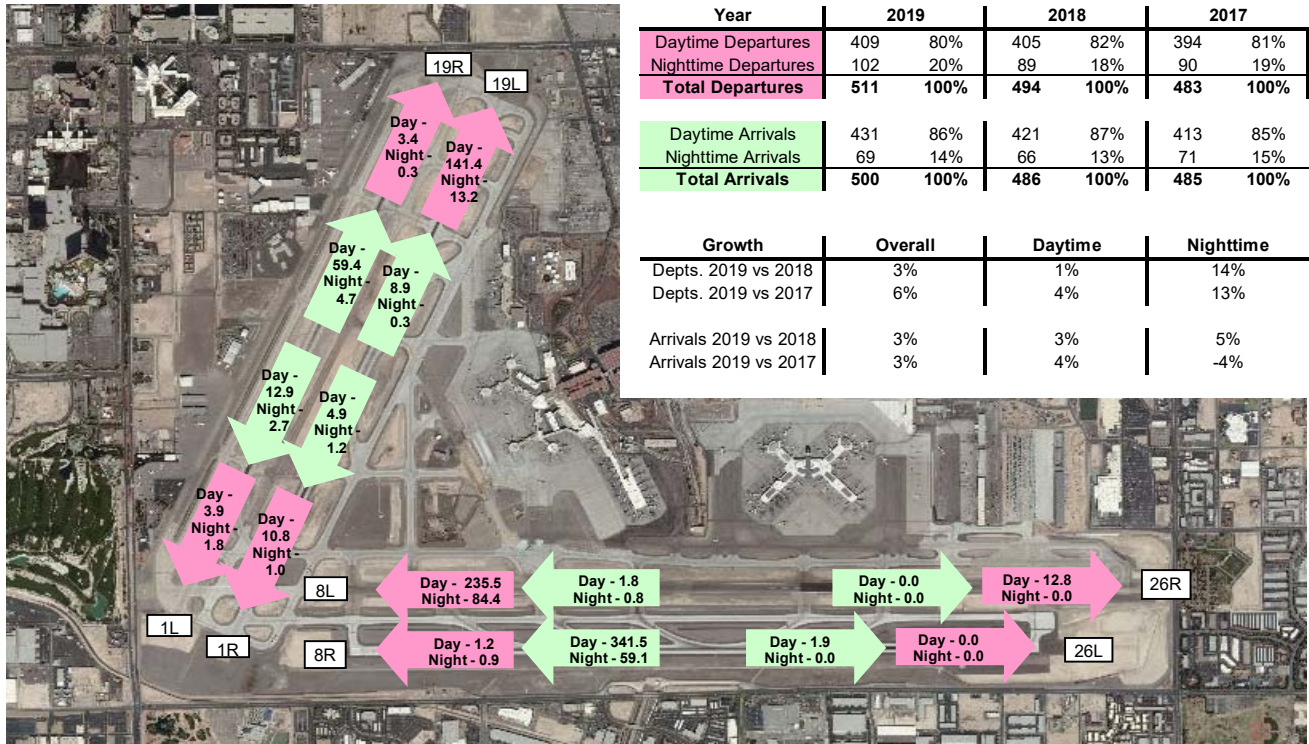 Year 2019 2018 2017
Daytime Departures 409 80% 405 82% 394 81%
Nighttime Departures 102 20% 89 18% 90 19%
Total Departures 511 100% 494 100% 483 100%
Daytime Arrivals 431 86% 421 87% 413 85%
Nighttime Arrivals 69 14% 66 13% 71 15%
Total Arrivals 500 100% 486 100% 485 100%
Growth Overall Daytime Nighttime
Depts. 2019 vs 2018 3% 1% 14%
Depts. 2019 vs 2017 6% 4% 13%
Arrivals 2019 vs 2018 3% 3% 5%
Arrivals 2019 vs 2017 3% 4% -4%
19R
19L
Day -
3.4
Night -
0.3
Day -
141.4
Night -
13.2
Day -
59.4
Night -
4.7
Day -
8.9
Night -
0.3
Day -
12.9
Night -
2.7
Day -
4.9
Night -
1.2
Day -
3.9
Night -
1.8
Day -
10.8
Night -
1.0
1L
1R
8L
Day - 235.5
Night - 84.4
Day - 1.8
Night - 0.8
Day - 0.0
Night - 0.0
Day - 12.8
Night - 0.0
26R
8R
Day - 1.2
Night - 0.9
Day - 341.5
Night - 59.1
Day - 1.9
Night - 0.0
Day - 0.0
Night - 0.0
26L